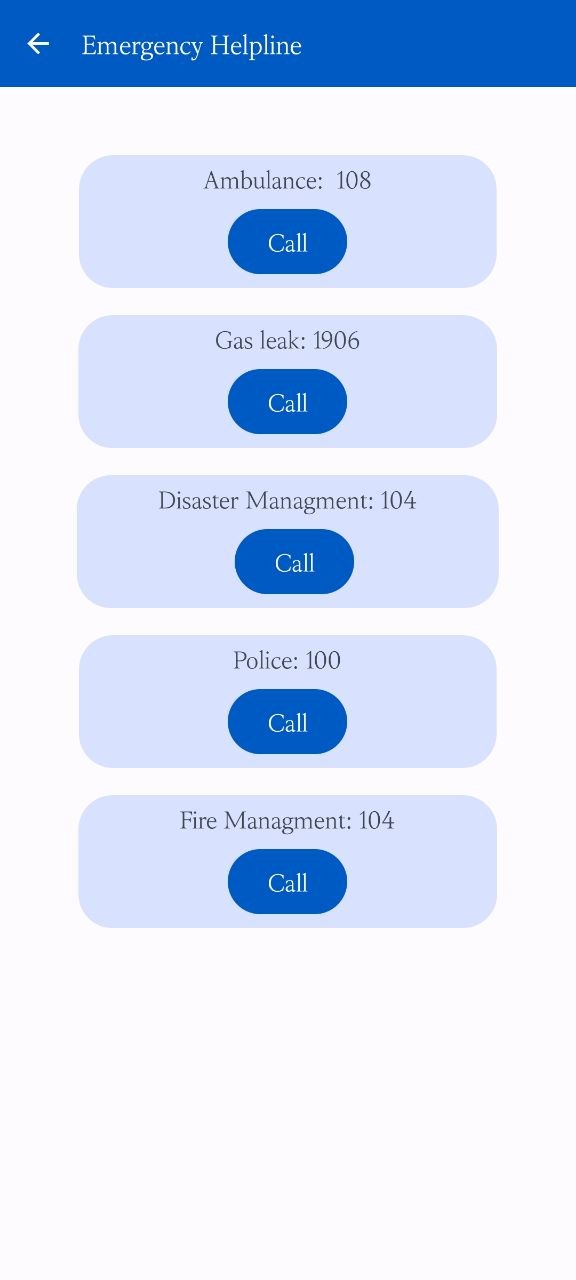 Emergency Helpline
Ambulance:  108
Call
Gas leak: 1906
Call
Disaster Managment: 104
Call
Police: 100
Call
Fire Managment: 104
Call